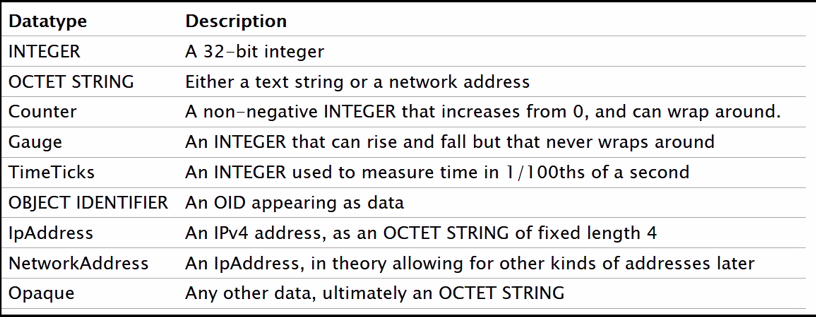 Datatype Description
INTEGER A 32-bit integer
OCTET STRING Either a text string or a network address
Counter A non-negative INTEGER that increases from 0, and can wrap around.
Gauge An INTEGER that can rise and fall but that never wraps around
TimeTicks An INTEGER used to measure time in 1/100ths of a second
OBJECT IDENTIFIER An OID appearing as data
IpAddress An IPv4 address, as an OCTET STRING of fixed length 4
NetworkAddress An IpAddress, in theory allowing for other kinds of addresses later
Opaque Any other data, ultimately an OCTET STRING